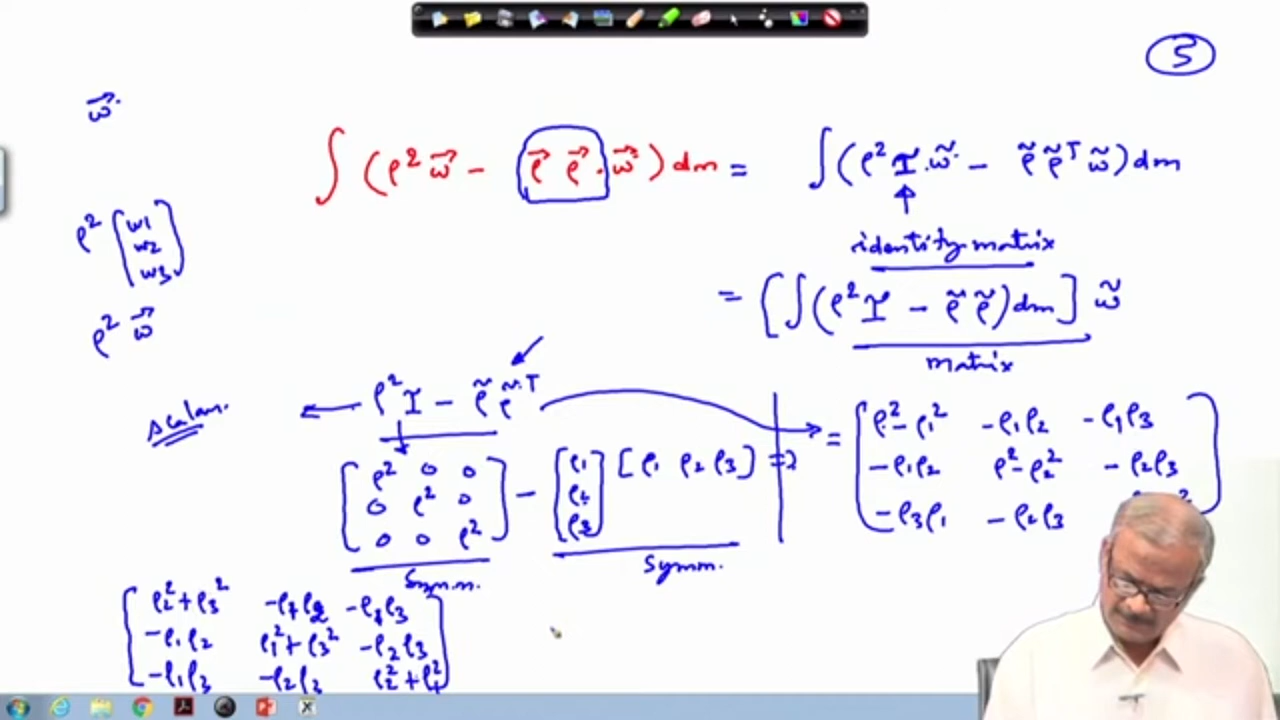 3
→ω
∫(ρ² →ω − →ρ →ρ · →ω) dm = ∫(ρ² I·ω̃ − ρ̃ ρ̃ᵀ ω̃) dm
↑
identity matrix
ρ² [ω1 ω2 ω3]
ρ² →ω
= [∫(ρ² I − ρ̃ ρ̃) dm] ω̃
matrix
scalar. ← ρ² I − ρ̃ ρ̃ᵀ
[ρ² 0 0; 0 ρ² 0; 0 0 ρ²] − [ρ1; ρ2; ρ3] [ρ1 ρ2 ρ3] ⇒
= [ρ²−ρ1² −ρ1ρ2 −ρ1ρ3; −ρ1ρ2 ρ²−ρ2² −ρ2ρ3; −ρ3ρ1 −ρ2ρ3]
Symm. Symm.
[ρ2²+ρ3² −ρ1ρ2 −ρ1ρ3
−ρ1ρ2 ρ1²+ρ3² −ρ2ρ3
−ρ1ρ3 −ρ2ρ3 ρ2²+ρ1²]